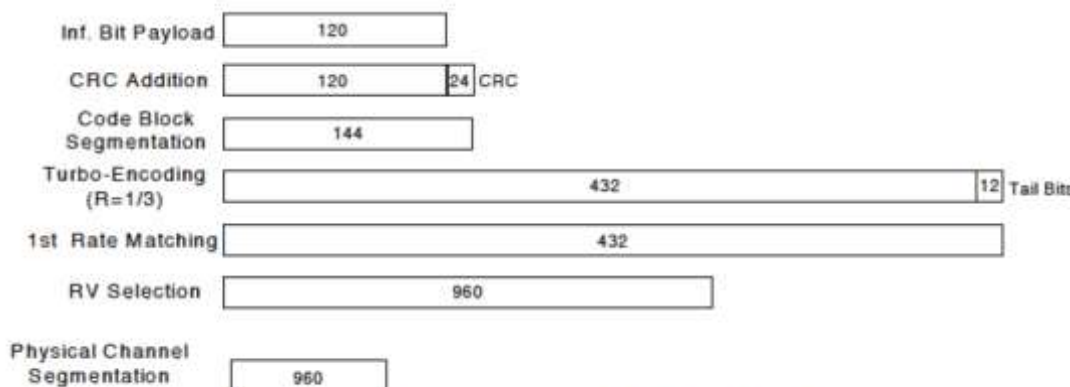 Inf. Bit Payload 120
CRC Addition 120 24 CRC
Code Block
Segmentation 144
Turbo-Encoding
(R=1/3) 432 12 Tail Bits
1st Rate Matching 432
RV Selection 960
Physical Channel
Segmentation 960